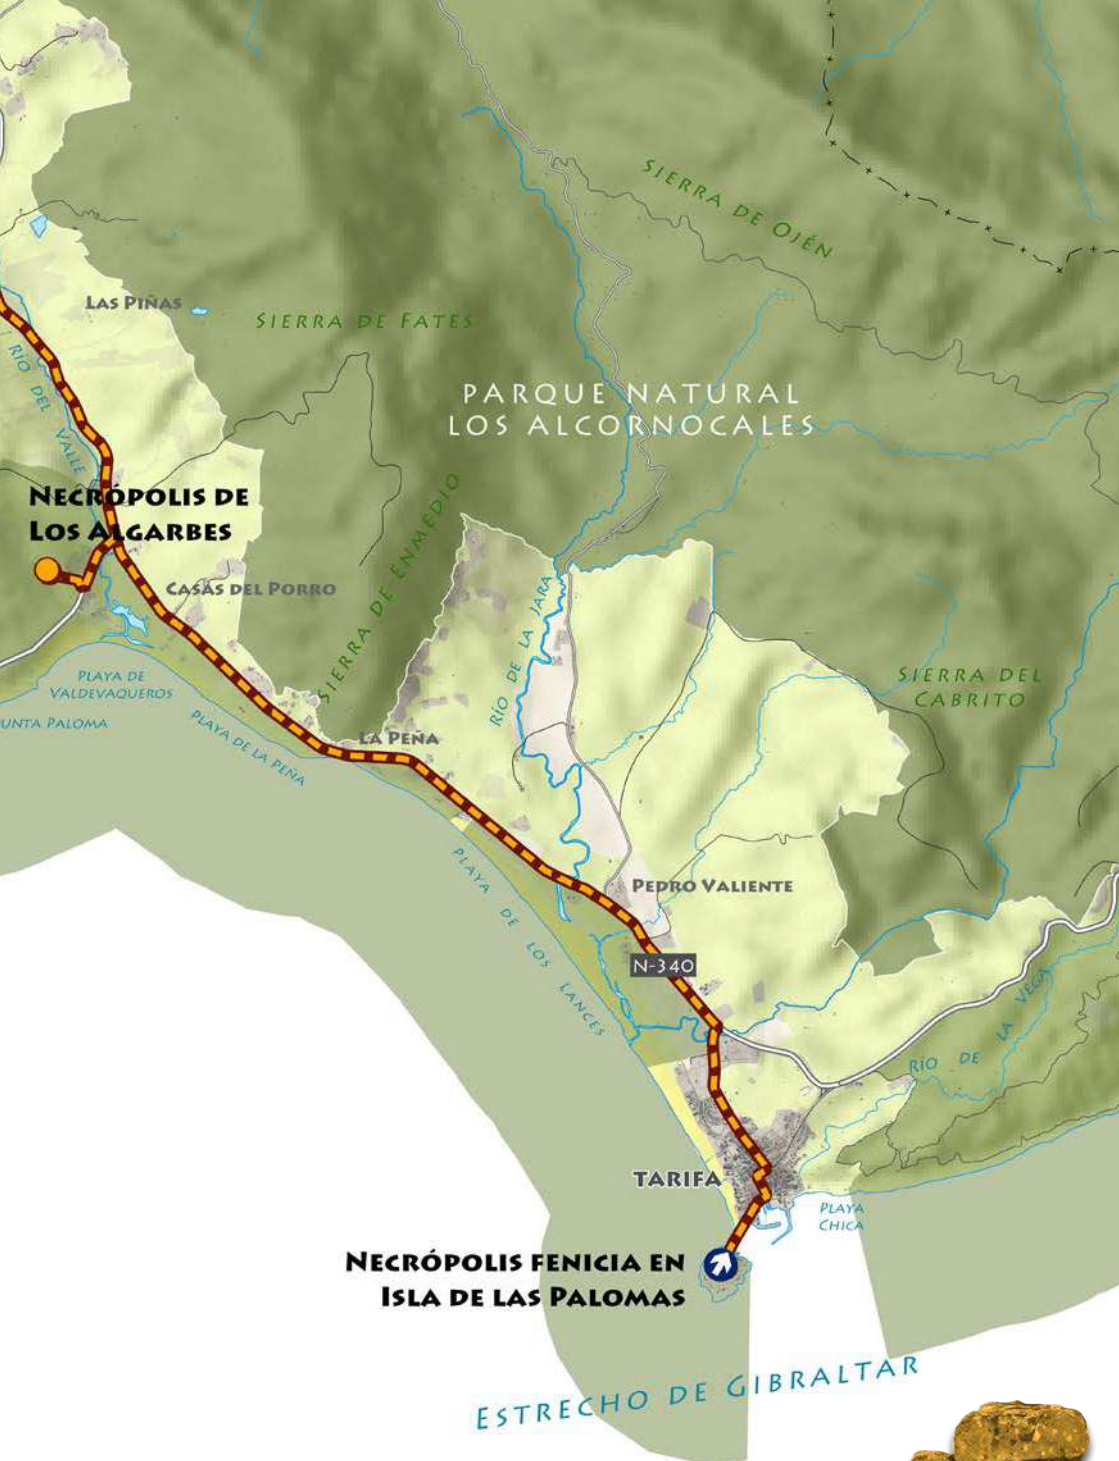 SIERRA DE OJÉN
LAS PIÑAS
SIERRA DE FATES
RÍO DEL VALLE
PARQUE NATURAL
LOS ALCORNOCALES
NECRÓPOLIS DE
LOS ALGARBES
SIERRA DE ENMEDIO
CASAS DEL PORRO
RÍO DE LA JARA
PLAYA DE
VALDEVAQUEROS
UNTA PALOMA
PLAYA DE LA PEÑA
LA PEÑA
SIERRA DEL
CABRITO
PLAYA DE LOS LANCES
PEDRO VALIENTE
N-340
RÍO DE LA VEGA
TARIFA
PLAYA
CHICA
NECRÓPOLIS FENICIA EN
ISLA DE LAS PALOMAS
ESTRECHO DE GIBRALTAR